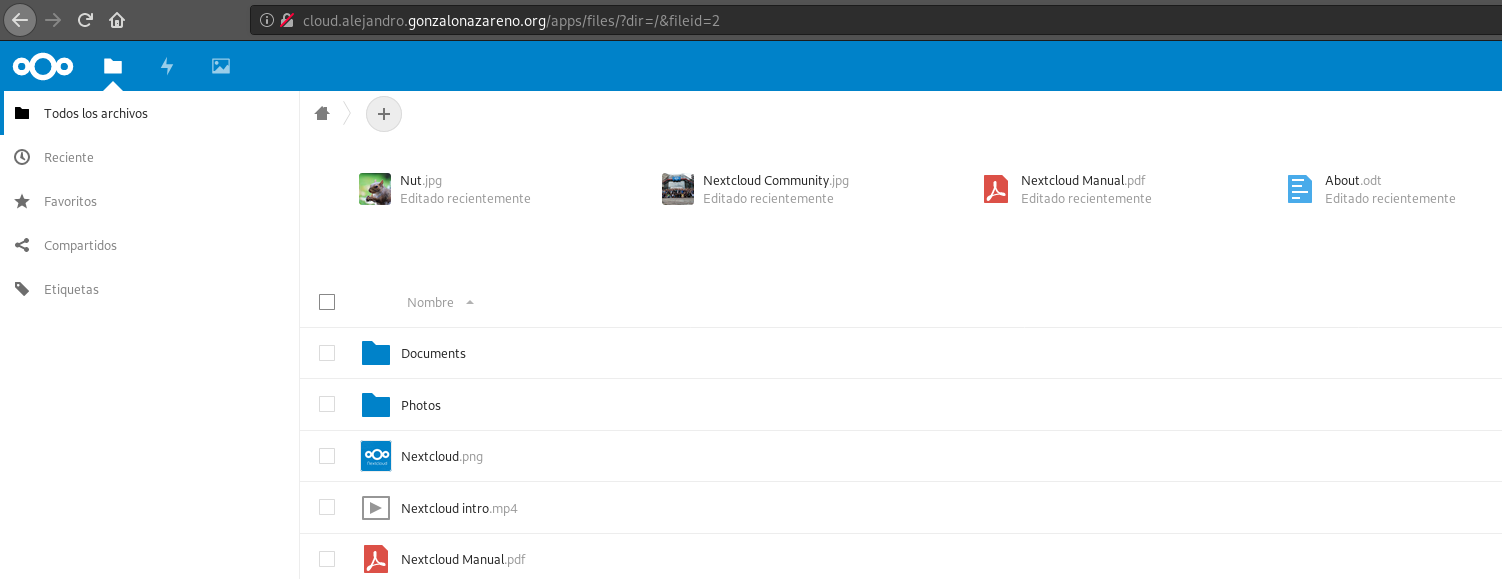 cloud.alejandro.gonzalonazareno.org/apps/files/?dir=/&fileid=2
Todos los archivos
Reciente
Favoritos
Compartidos
Etiquetas
Nut.jpg
Editado recientemente
Nextcloud Community.jpg
Editado recientemente
Nextcloud Manual.pdf
Editado recientemente
About.odt
Editado recientemente
Nombre
Documents
Photos
Nextcloud.png
Nextcloud intro.mp4
Nextcloud Manual.pdf